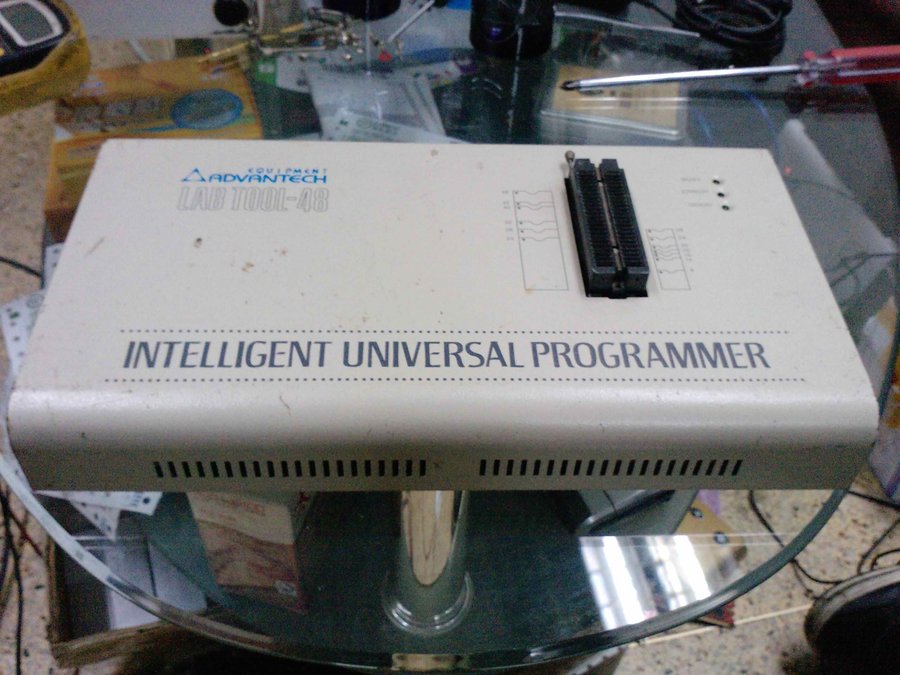 EQUIPMENT
ADVANTECH
LAB TOOL-48
INTELLIGENT UNIVERSAL PROGRAMMER